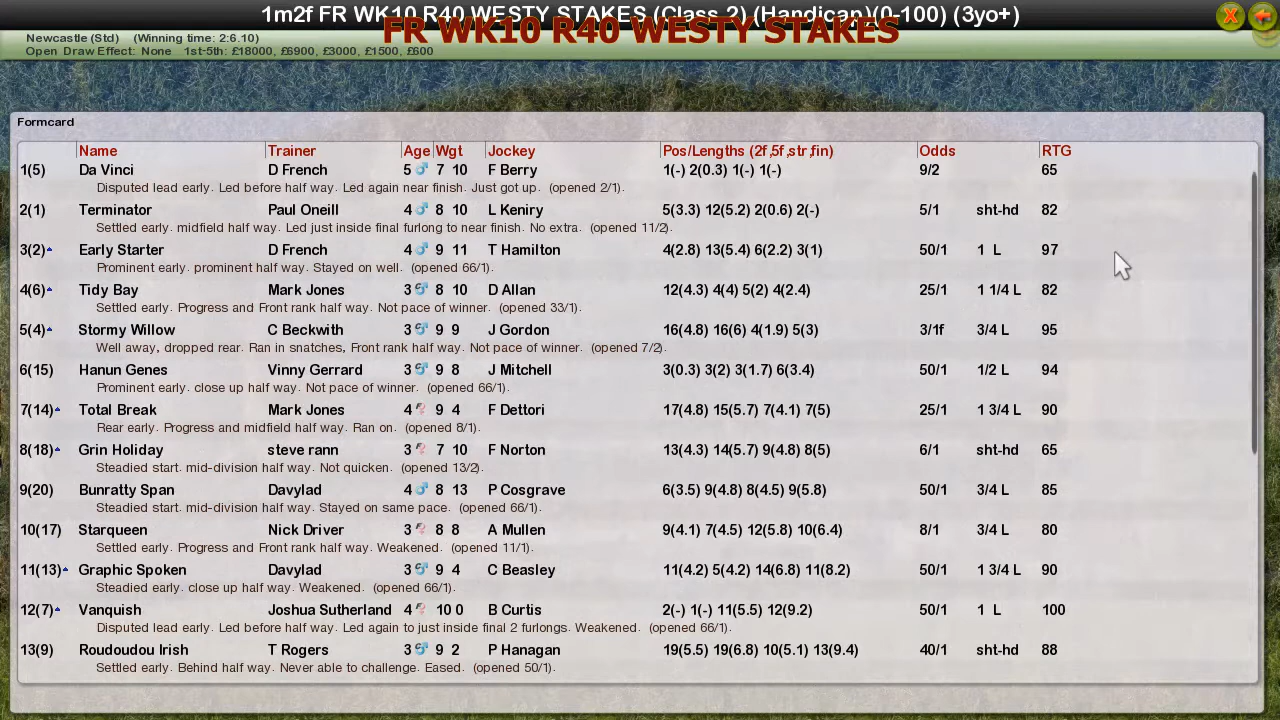 1m2f FR WK10 R40 WESTY STAKES (Class 2) (Handicap)(0-100) (3yo+)
FR WK10 R40 WESTY STAKES
Newcastle (Std) (Winning time: 2:6.10)
Open Draw Effect: None 1st-5th: £18000, £6900, £3000, £1500, £600
Formcard
Name Trainer Age Wgt Jockey Pos/Lengths (2f,5f,str,fin) Odds RTG
1(5) Da Vinci D French 5 7 10 F Berry 1(-) 2(0.3) 1(-) 1(-) 9/2 65
Disputed lead early. Led before half way. Led again near finish. Just got up. (opened 2/1).
2(1) Terminator Paul Oneill 4 8 10 L Keniry 5(3.3) 12(5.2) 2(0.6) 2(-) 5/1 sht-hd 82
Settled early. midfield half way. Led just inside final furlong to near finish. No extra. (opened 11/2).
3(2) Early Starter D French 4 9 11 T Hamilton 4(2.8) 13(5.4) 6(2.2) 3(1) 50/1 1 L 97
Prominent early. prominent half way. Stayed on well. (opened 66/1).
4(6) Tidy Bay Mark Jones 3 8 10 D Allan 12(4.3) 4(4) 5(2) 4(2.4) 25/1 1 1/4 L 82
Settled early. Progress and Front rank half way. Not pace of winner. (opened 33/1).
5(4) Stormy Willow C Beckwith 3 9 9 J Gordon 16(4.8) 16(6) 4(1.9) 5(3) 3/1f 3/4 L 95
Well away, dropped rear. Ran in snatches, Front rank half way. Not pace of winner. (opened 7/2).
6(15) Hanun Genes Vinny Gerrard 3 9 8 J Mitchell 3(0.3) 3(2) 3(1.7) 6(3.4) 50/1 1/2 L 94
Prominent early. close up half way. Not pace of winner. (opened 66/1).
7(14) Total Break Mark Jones 4 9 4 F Dettori 17(4.8) 15(5.7) 7(4.1) 7(5) 25/1 1 3/4 L 90
Rear early. Progress and midfield half way. Ran on. (opened 8/1).
8(18) Grin Holiday steve rann 3 7 10 F Norton 13(4.3) 14(5.7) 9(4.8) 8(5) 6/1 sht-hd 65
Steadied start. mid-division half way. Not quicken. (opened 13/2).
9(20) Bunratty Span Davylad 4 8 13 P Cosgrave 6(3.5) 9(4.8) 8(4.5) 9(5.8) 50/1 3/4 L 85
Steadied start. mid-division half way. Stayed on same pace. (opened 66/1).
10(17) Starqueen Nick Driver 3 8 8 A Mullen 9(4.1) 7(4.5) 12(5.8) 10(6.4) 8/1 3/4 L 80
Settled early. Progress and Front rank half way. Weakened. (opened 11/1).
11(13) Graphic Spoken Davylad 3 9 4 C Beasley 11(4.2) 5(4.2) 14(6.8) 11(8.2) 50/1 1 3/4 L 90
Steadied early. close up half way. Weakened. (opened 66/1).
12(7) Vanquish Joshua Sutherland 4 10 0 B Curtis 2(-) 1(-) 11(5.5) 12(9.2) 50/1 1 L 100
Disputed lead early. Led before half way. Led again to just inside final 2 furlongs. Weakened. (opened 66/1).
13(9) Roudoudou Irish T Rogers 3 9 2 P Hanagan 19(5.5) 19(6.8) 10(5.1) 13(9.4) 40/1 sht-hd 88
Settled early. Behind half way. Never able to challenge. Eased. (opened 50/1).